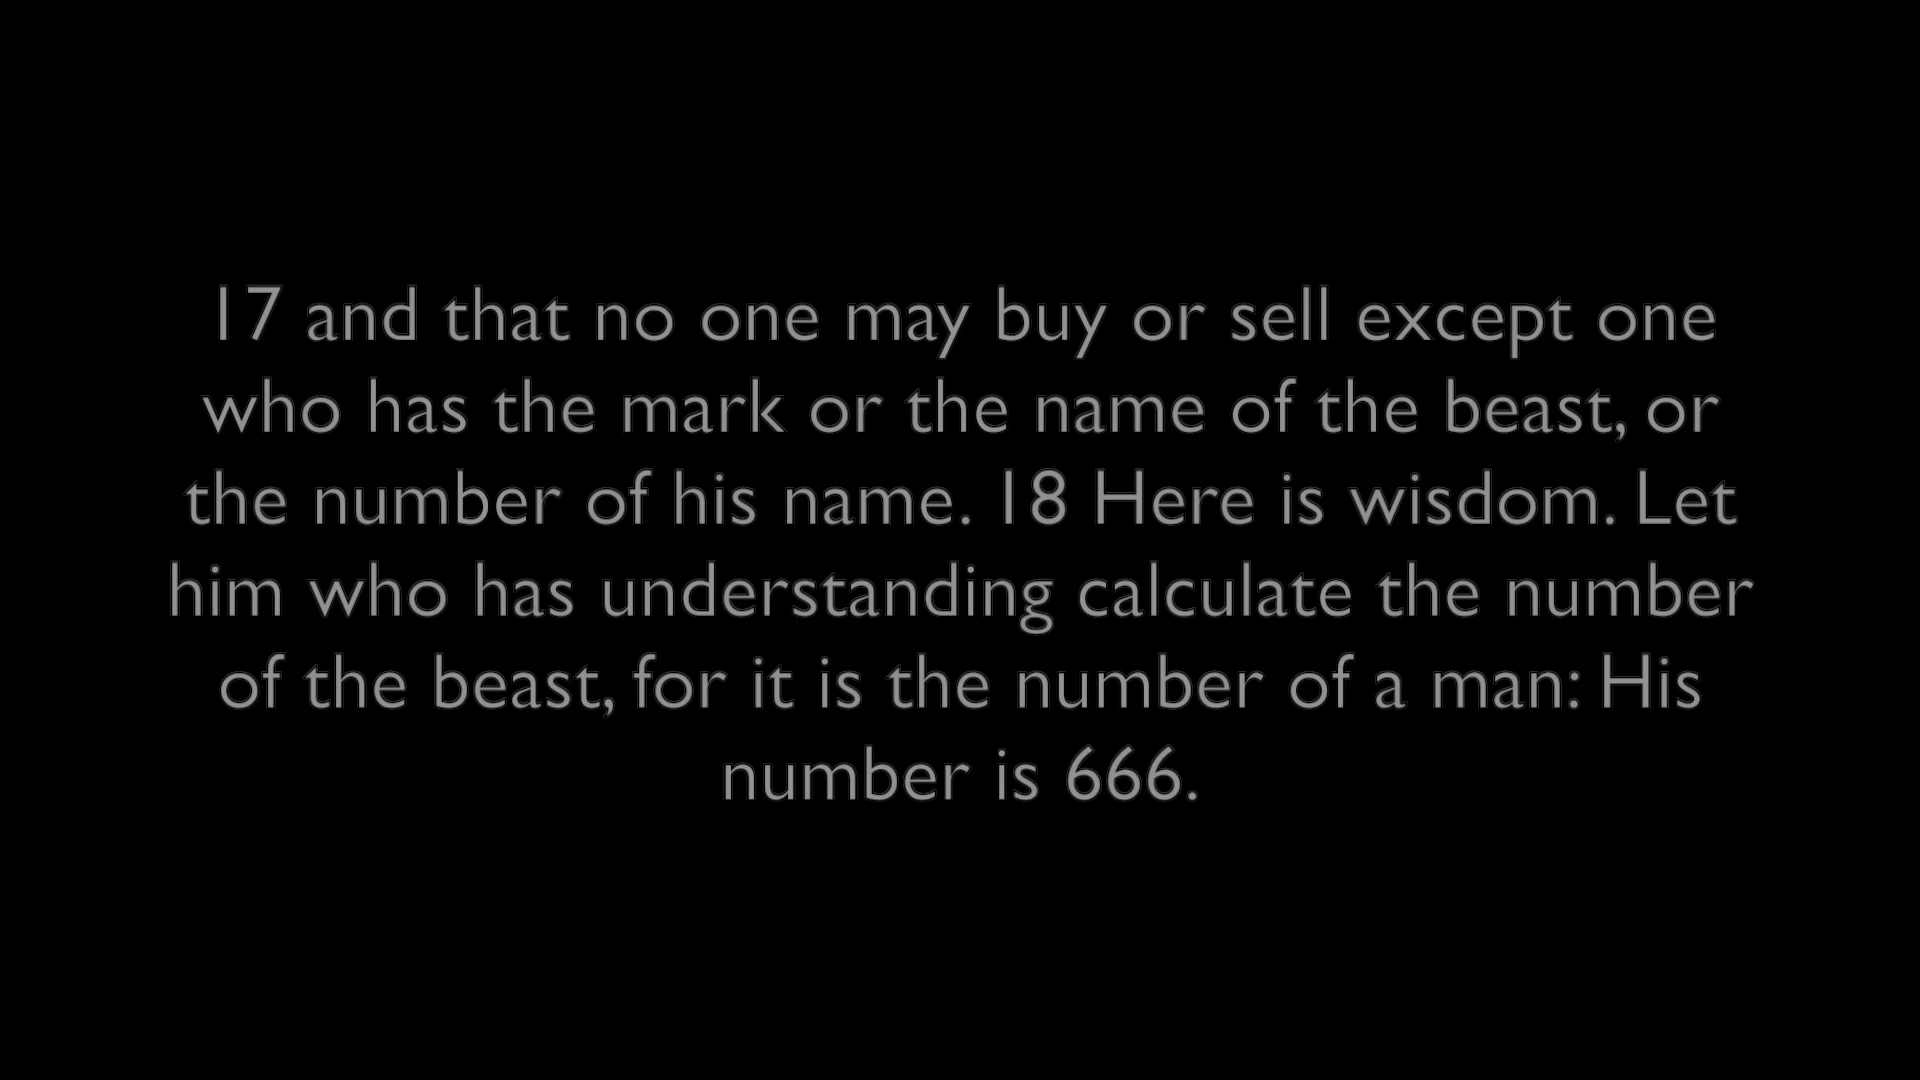 17 and that no one may buy or sell except one
who has the mark or the name of the beast, or
the number of his name. 18 Here is wisdom. Let
him who has understanding calculate the number
of the beast, for it is the number of a man: His
number is 666.